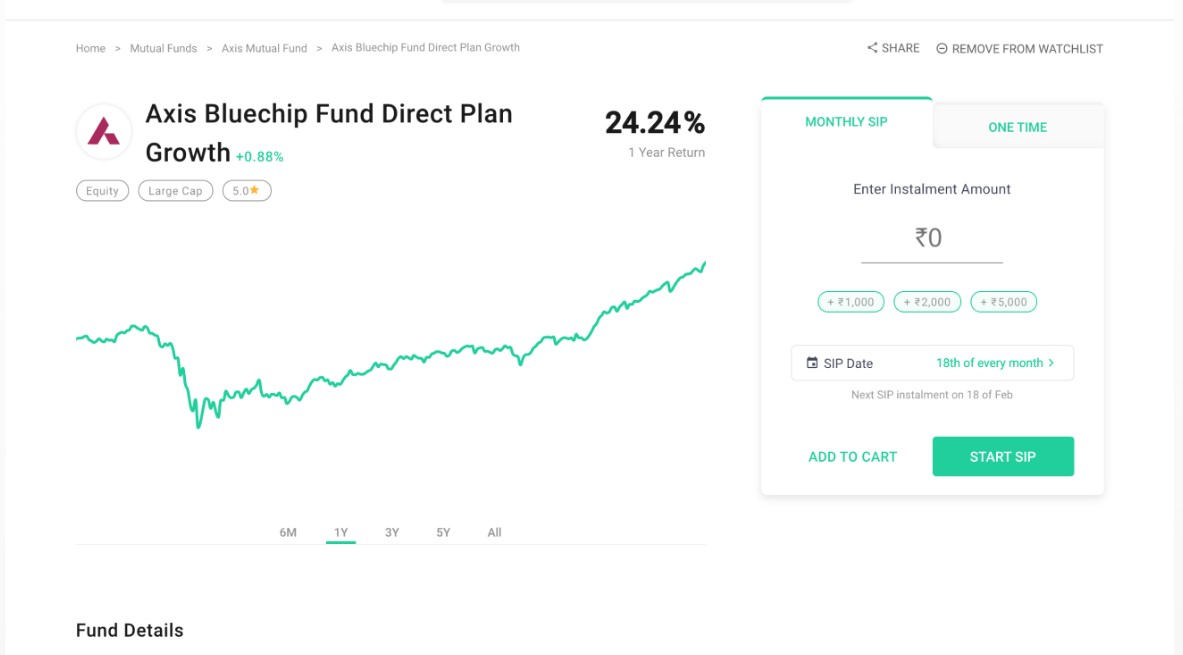 Home > Mutual Funds > Axis Mutual Fund > Axis Bluechip Fund Direct Plan Growth
SHARE
REMOVE FROM WATCHLIST
Axis Bluechip Fund Direct Plan
Growth +0.88%
Equity
Large Cap
5.0★
24.24%
1 Year Return
6M
1Y
3Y
5Y
All
MONTHLY SIP
ONE TIME
Enter Instalment Amount
₹0
+ ₹1,000
+ ₹2,000
+ ₹5,000
SIP Date
18th of every month >
Next SIP instalment on 18 of Feb
ADD TO CART
START SIP
Fund Details